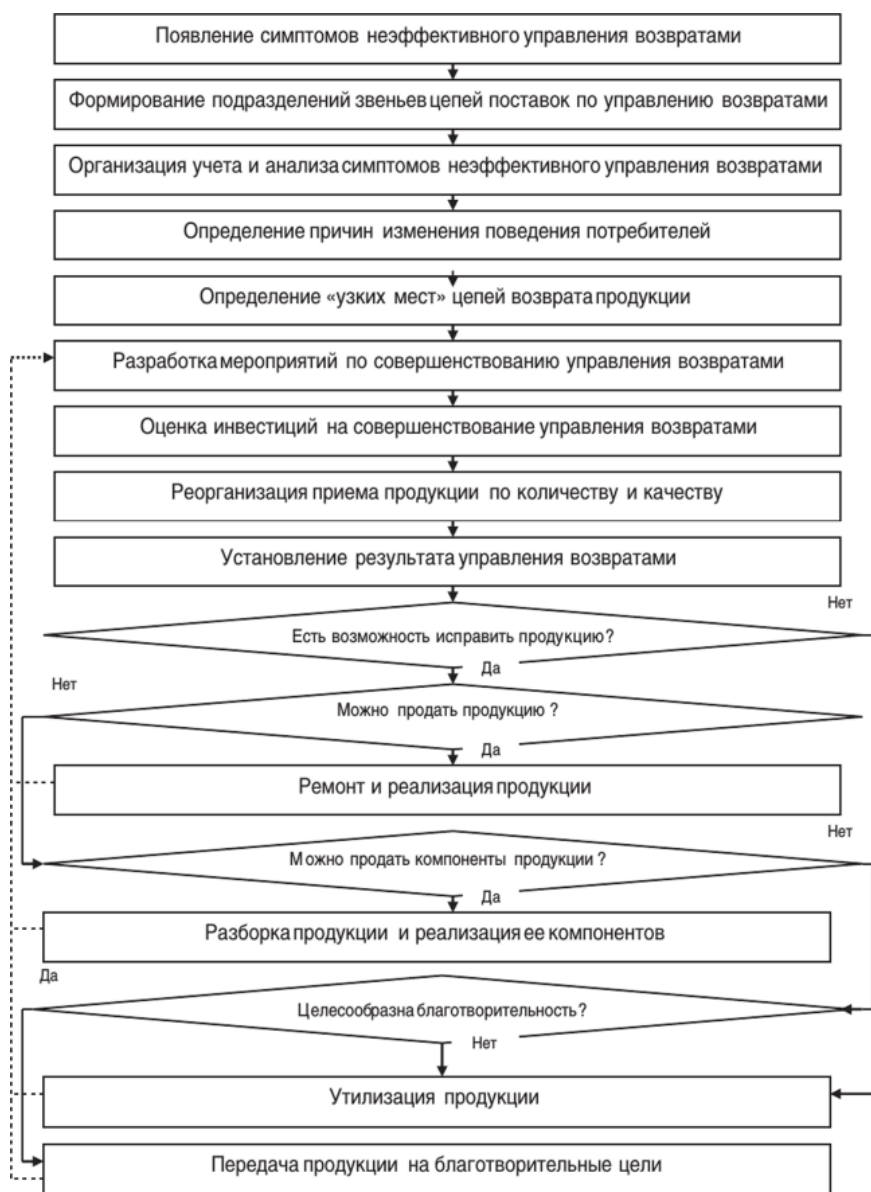 Появление симптомов неэффективного управления возвратами
Формирование подразделений звеньев цепей поставок по управлению возвратами
Организация учета и анализа симптомов неэффективного управления возвратами
Определение причин изменения поведения потребителей
Определение «узких мест» цепей возврата продукции
Разработка мероприятий по совершенствованию управления возвратами
Оценка инвестиций на совершенствование управления возвратами
Реорганизация приема продукции по количеству и качеству
Установление результата управления возвратами
Нет
Есть возможность исправить продукцию?
Да
Нет
Можно продать продукцию ?
Да
Ремонт и реализация продукции
Нет
Можно продать компоненты продукции ?
Да
Разборка продукции и реализация ее компонентов
Да
Целесообразна благотворительность?
Нет
Утилизация продукции
Передача продукции на благотворительные цели